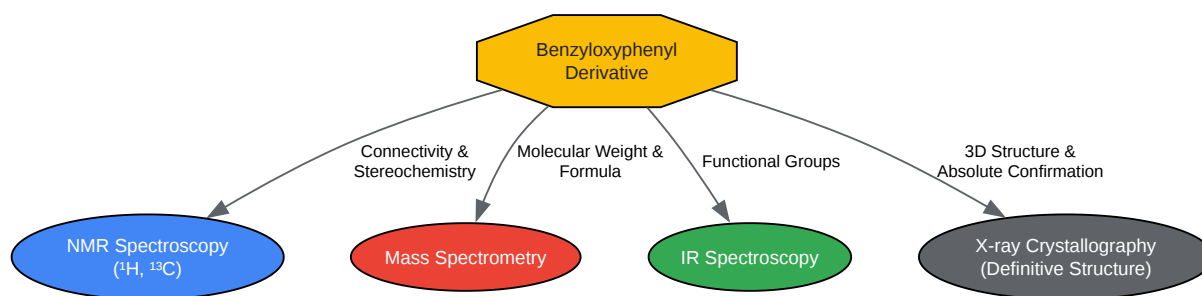 Benzyloxyphenyl
Derivative
Connectivity &
Stereochemistry
Molecular Weight &
Formula
Functional Groups
3D Structure &
Absolute Confirmation
NMR Spectroscopy
(¹H, ¹³C)
Mass Spectrometry
IR Spectroscopy
X-ray Crystallography
(Definitive Structure)